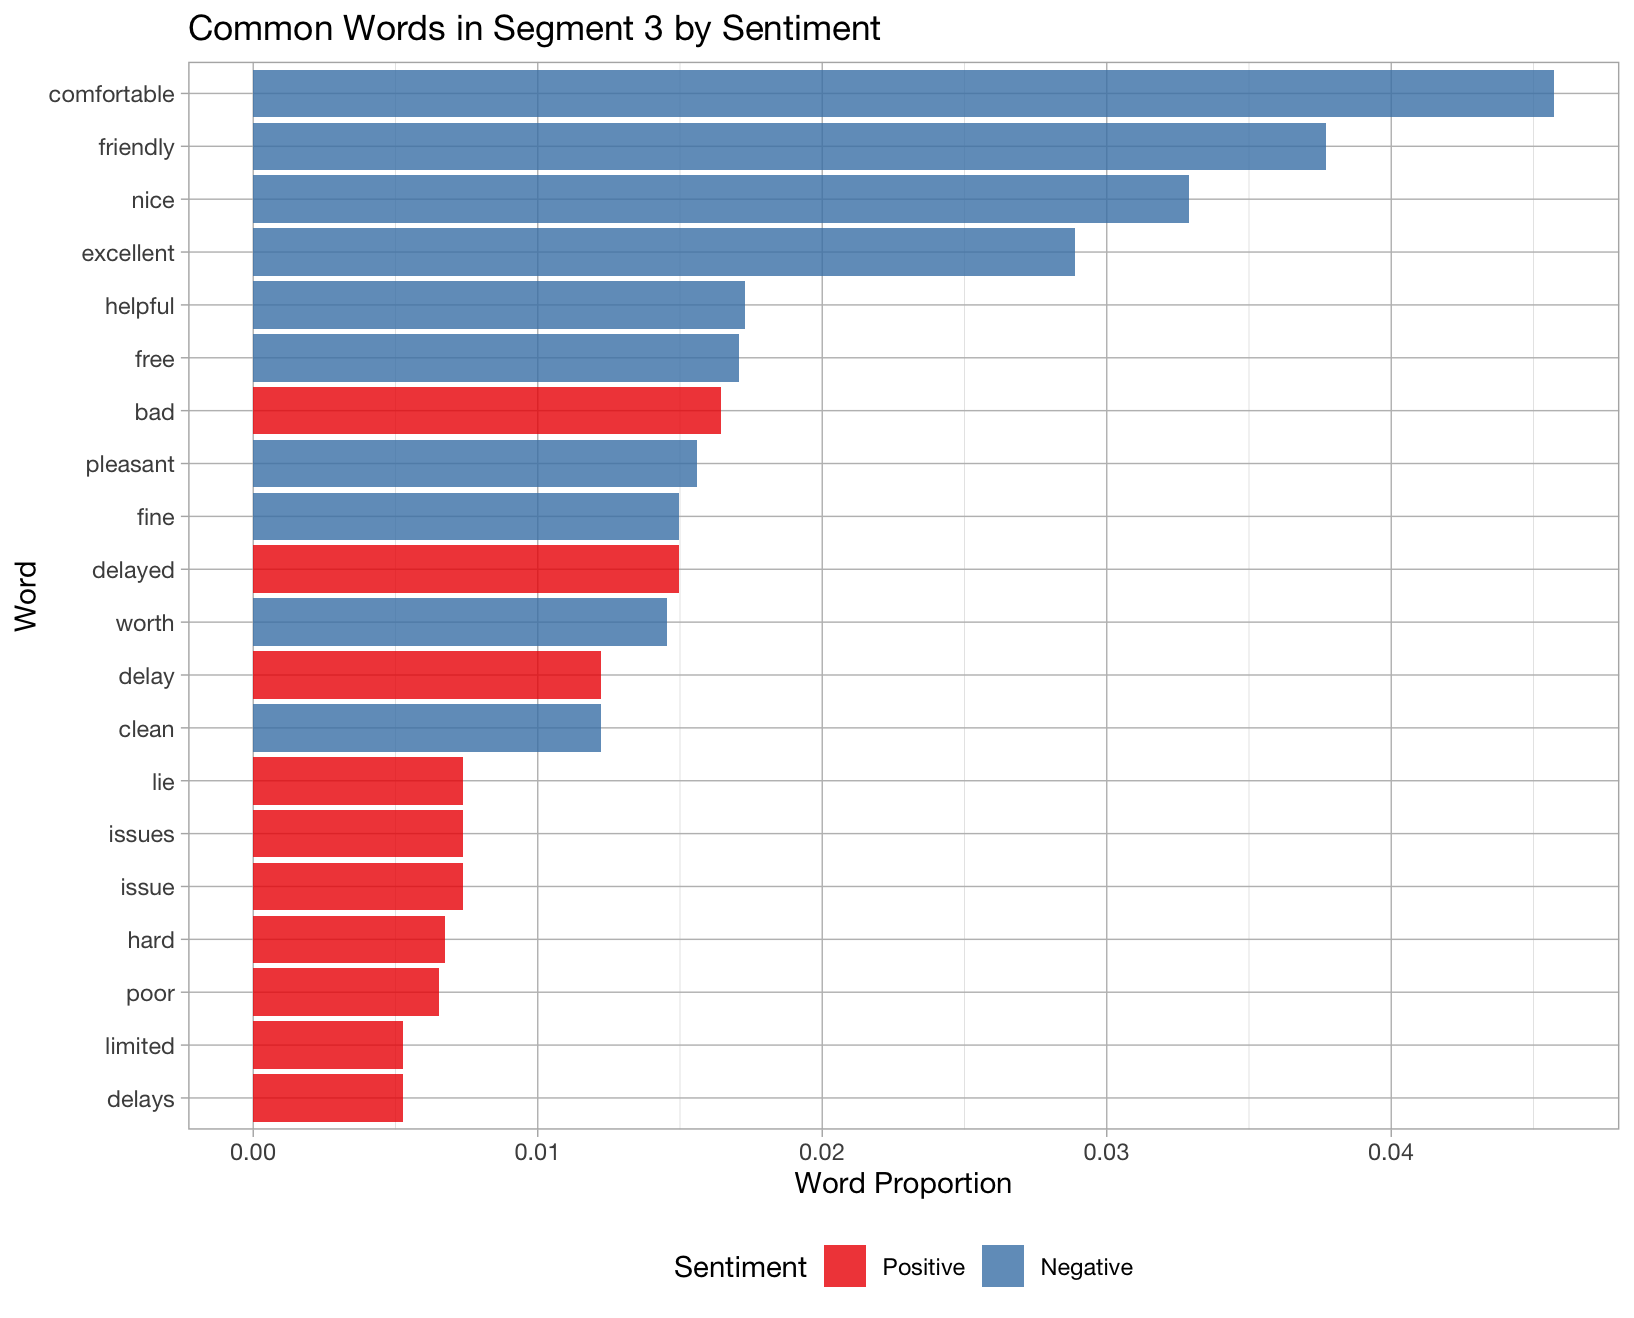 Common Words in Segment 3 by Sentiment
comfortable
friendly
nice
excellent
helpful
free
bad
pleasant
fine
delayed
worth
delay
clean
lie
issues
issue
hard
poor
limited
delays
Word
0.00 0.01 0.02 0.03 0.04
Word Proportion
Sentiment Positive Negative